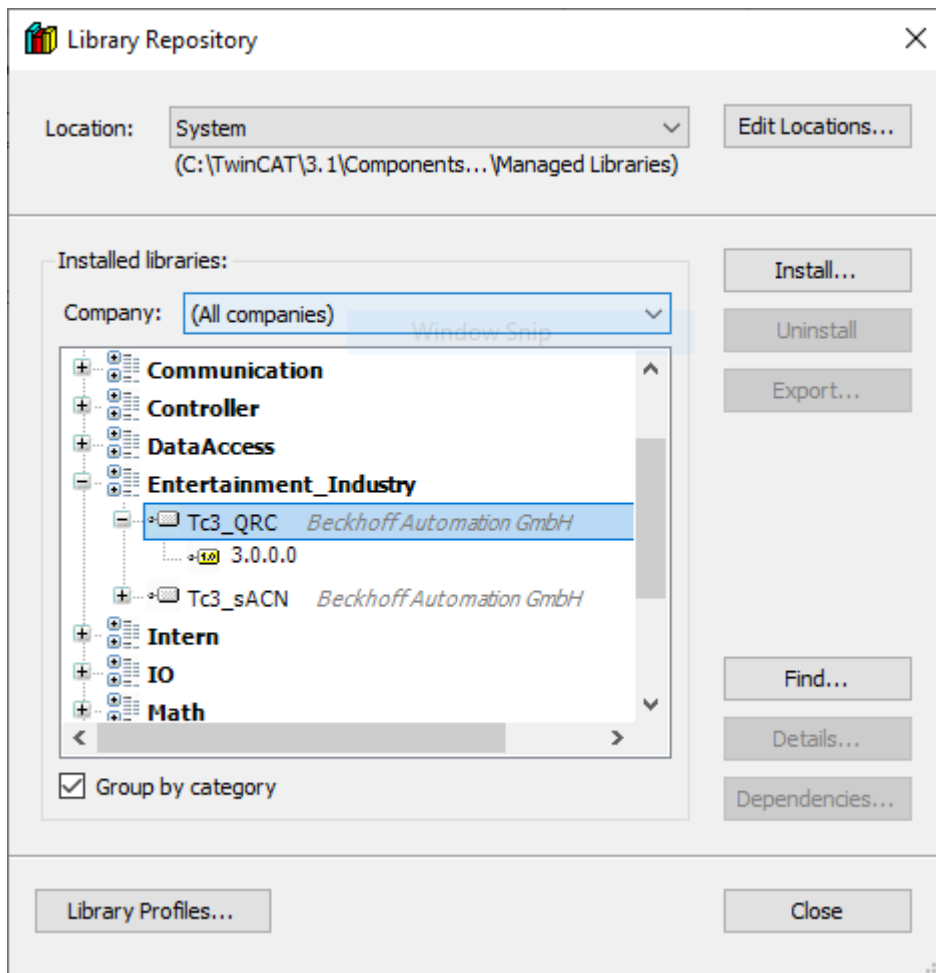 Library Repository
Location: System Edit Locations...
(C:\TwinCAT\3.1\Components...\Managed Libraries)
Installed libraries:
Install...
Company: (All companies)
Window Snip
Uninstall
Communication
Export...
Controller
DataAccess
Entertainment_Industry
Tc3_QRC Beckhoff Automation GmbH
1.0 3.0.0.0
Tc3_sACN Beckhoff Automation GmbH
Intern
IO
Find...
Math
Details...
Group by category
Dependencies...
Library Profiles... Close